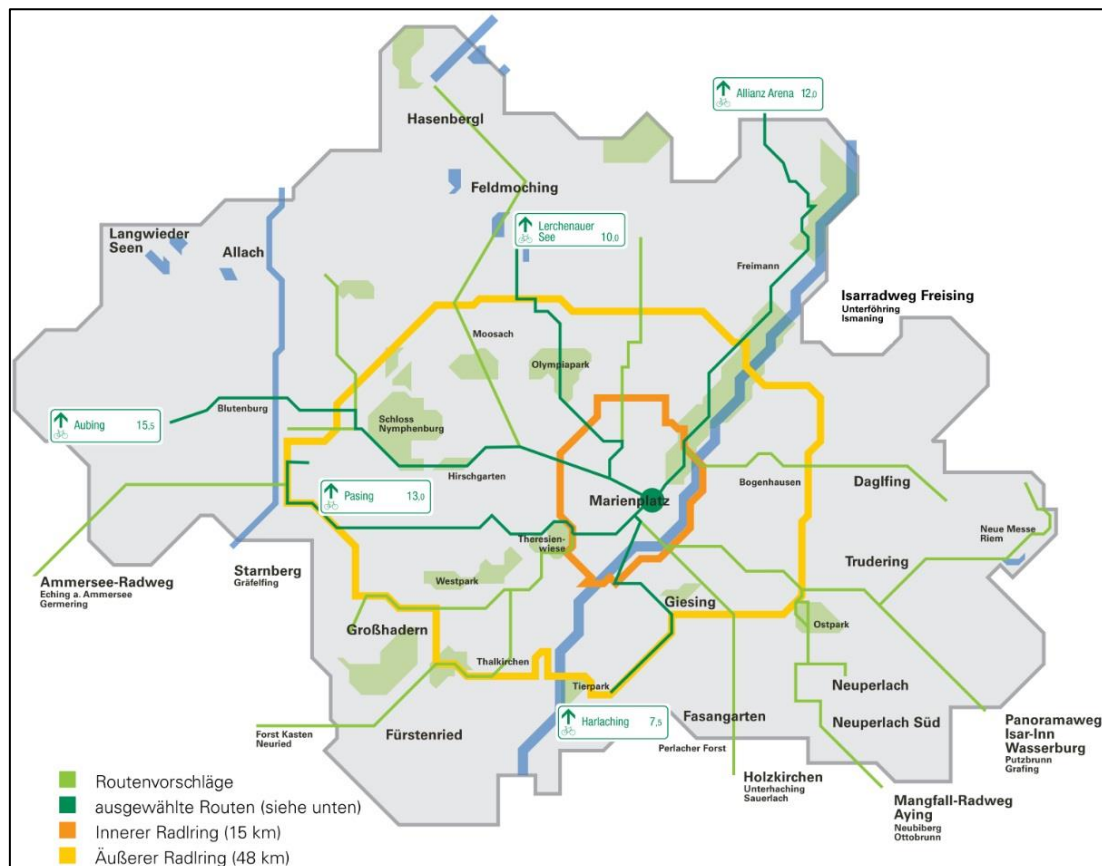 Allianz Arena 12,0
Hasenbergl
Feldmoching
Lerchenauer
See 10,0
Langwieder
Seen
Allach
Freimann
Isarradweg Freising
Unterföhring
Ismaning
Moosach
Olympiapark
Blutenburg
Aubing 15,5
Schloss
Nymphenburg
Hirschgarten
Pasing 13,0
Marienplatz
Bogenhausen
Daglfing
Neue Messe
Riem
Theresien-
wiese
Trudering
Starnberg
Gräfelfing
Ammersee-Radweg
Eching a. Ammersee
Germering
Westpark
Giesing
Ostpark
Großhadern
Thalkirchen
Tierpark
Neuperlach
Forst Kasten
Neuried
Fürstenried
Harlaching 7,5
Fasangarten
Perlacher Forst
Neuperlach Süd
Panoramaweg
Isar-Inn
Wasserburg
Putzbrunn
Grafing
Holzkirchen
Unterhaching
Sauerlach
Mangfall-Radweg
Aying
Neubiberg
Ottobrunn
Routenvorschläge
ausgewählte Routen (siehe unten)
Innerer Radlring (15 km)
Äußerer Radlring (48 km)